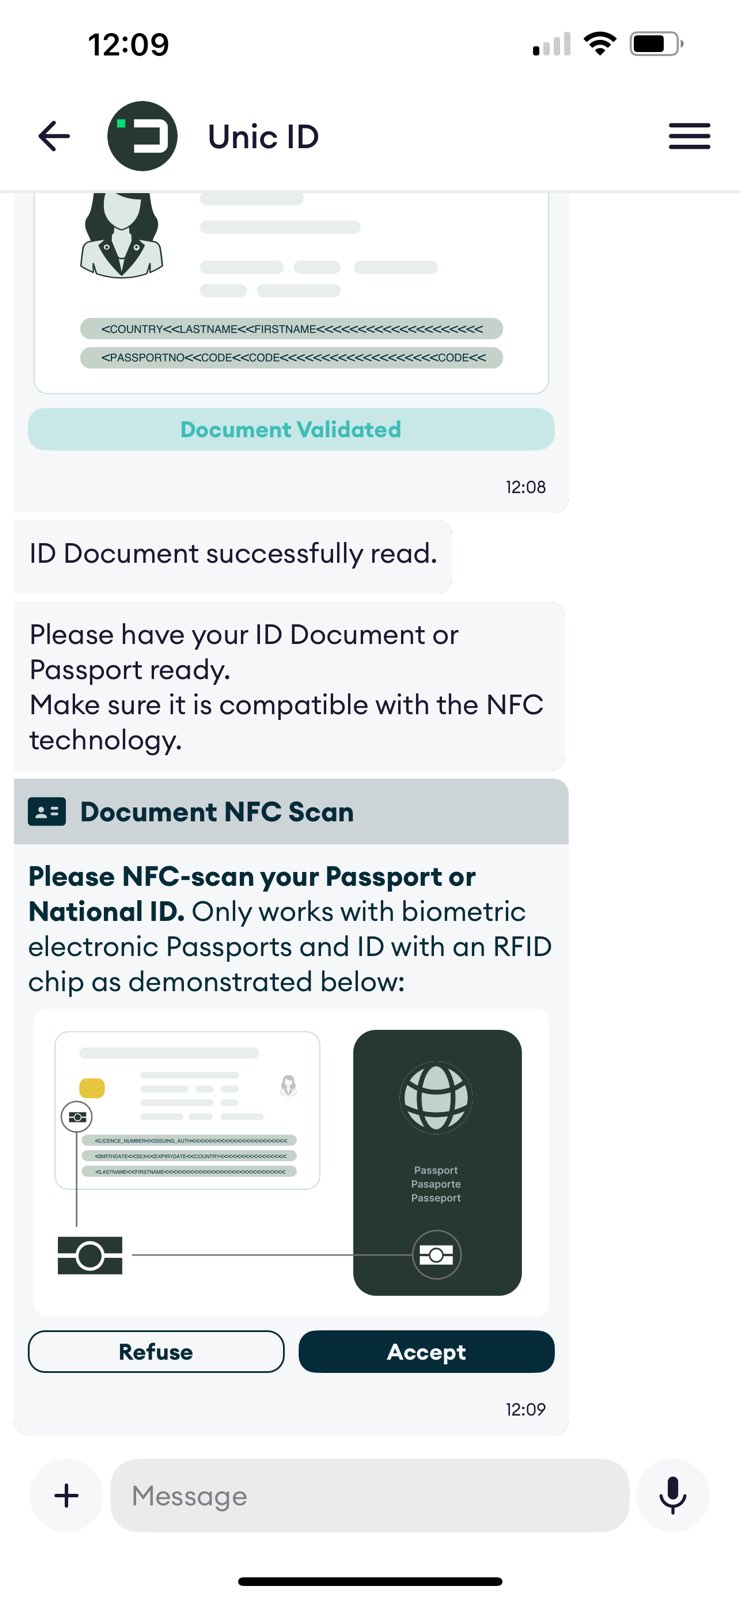 12:09
Unic ID
<COUNTRY<<LASTNAME<<FIRSTNAME<<<<<<<<<<<<<<<<<<<<<
<PASSPORTNO<<CODE<<CODE<<<<<<<<<<<<<<<<<<<<CODE<<
Document Validated
12:08
ID Document successfully read.
Please have your ID Document or
Passport ready.
Make sure it is compatible with the NFC
technology.
Document NFC Scan
Please NFC-scan your Passport or
National ID. Only works with biometric
electronic Passports and ID with an RFID
chip as demonstrated below:
<LICENCE_NUMBER<<ISSUING_AUTH<<<<<<<<<<<<<<<<<<<<<<<<
<BIRTHDATE<<SEX<<EXPIRYDATE<<COUNTRY<<<<<<<<<<<<<<<<<
<LASTNAME<<FIRSTNAME<<<<<<<<<<<<<<<<<<<<<<<<<<<<<<
Passport
Pasaporte
Passeport
Refuse
Accept
12:09
Message